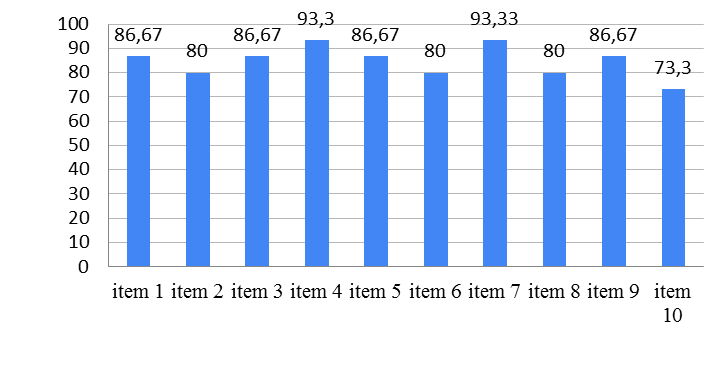 100
90
80
70
60
50
40
30
20
10
0
86,67
80
86,67
93,3
86,67
80
93,33
80
86,67
73,3
item 1
item 2
item 3
item 4
item 5
item 6
item 7
item 8
item 9
item
10